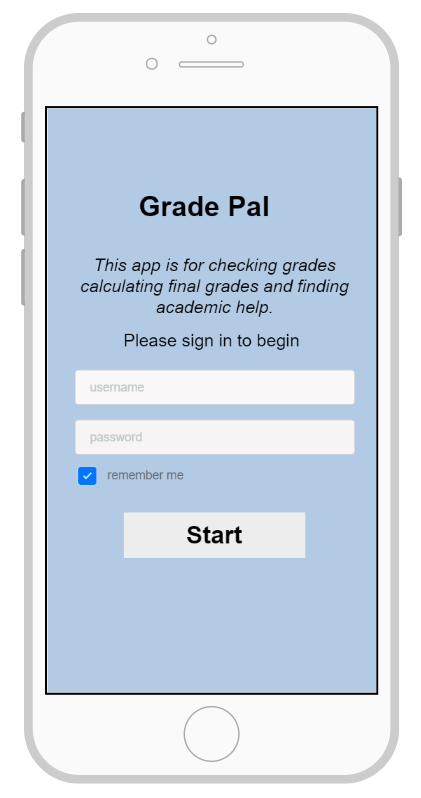 Grade Pal
This app is for checking grades
calculating final grades and finding
academic help.
Please sign in to begin
username
password
remember me
Start